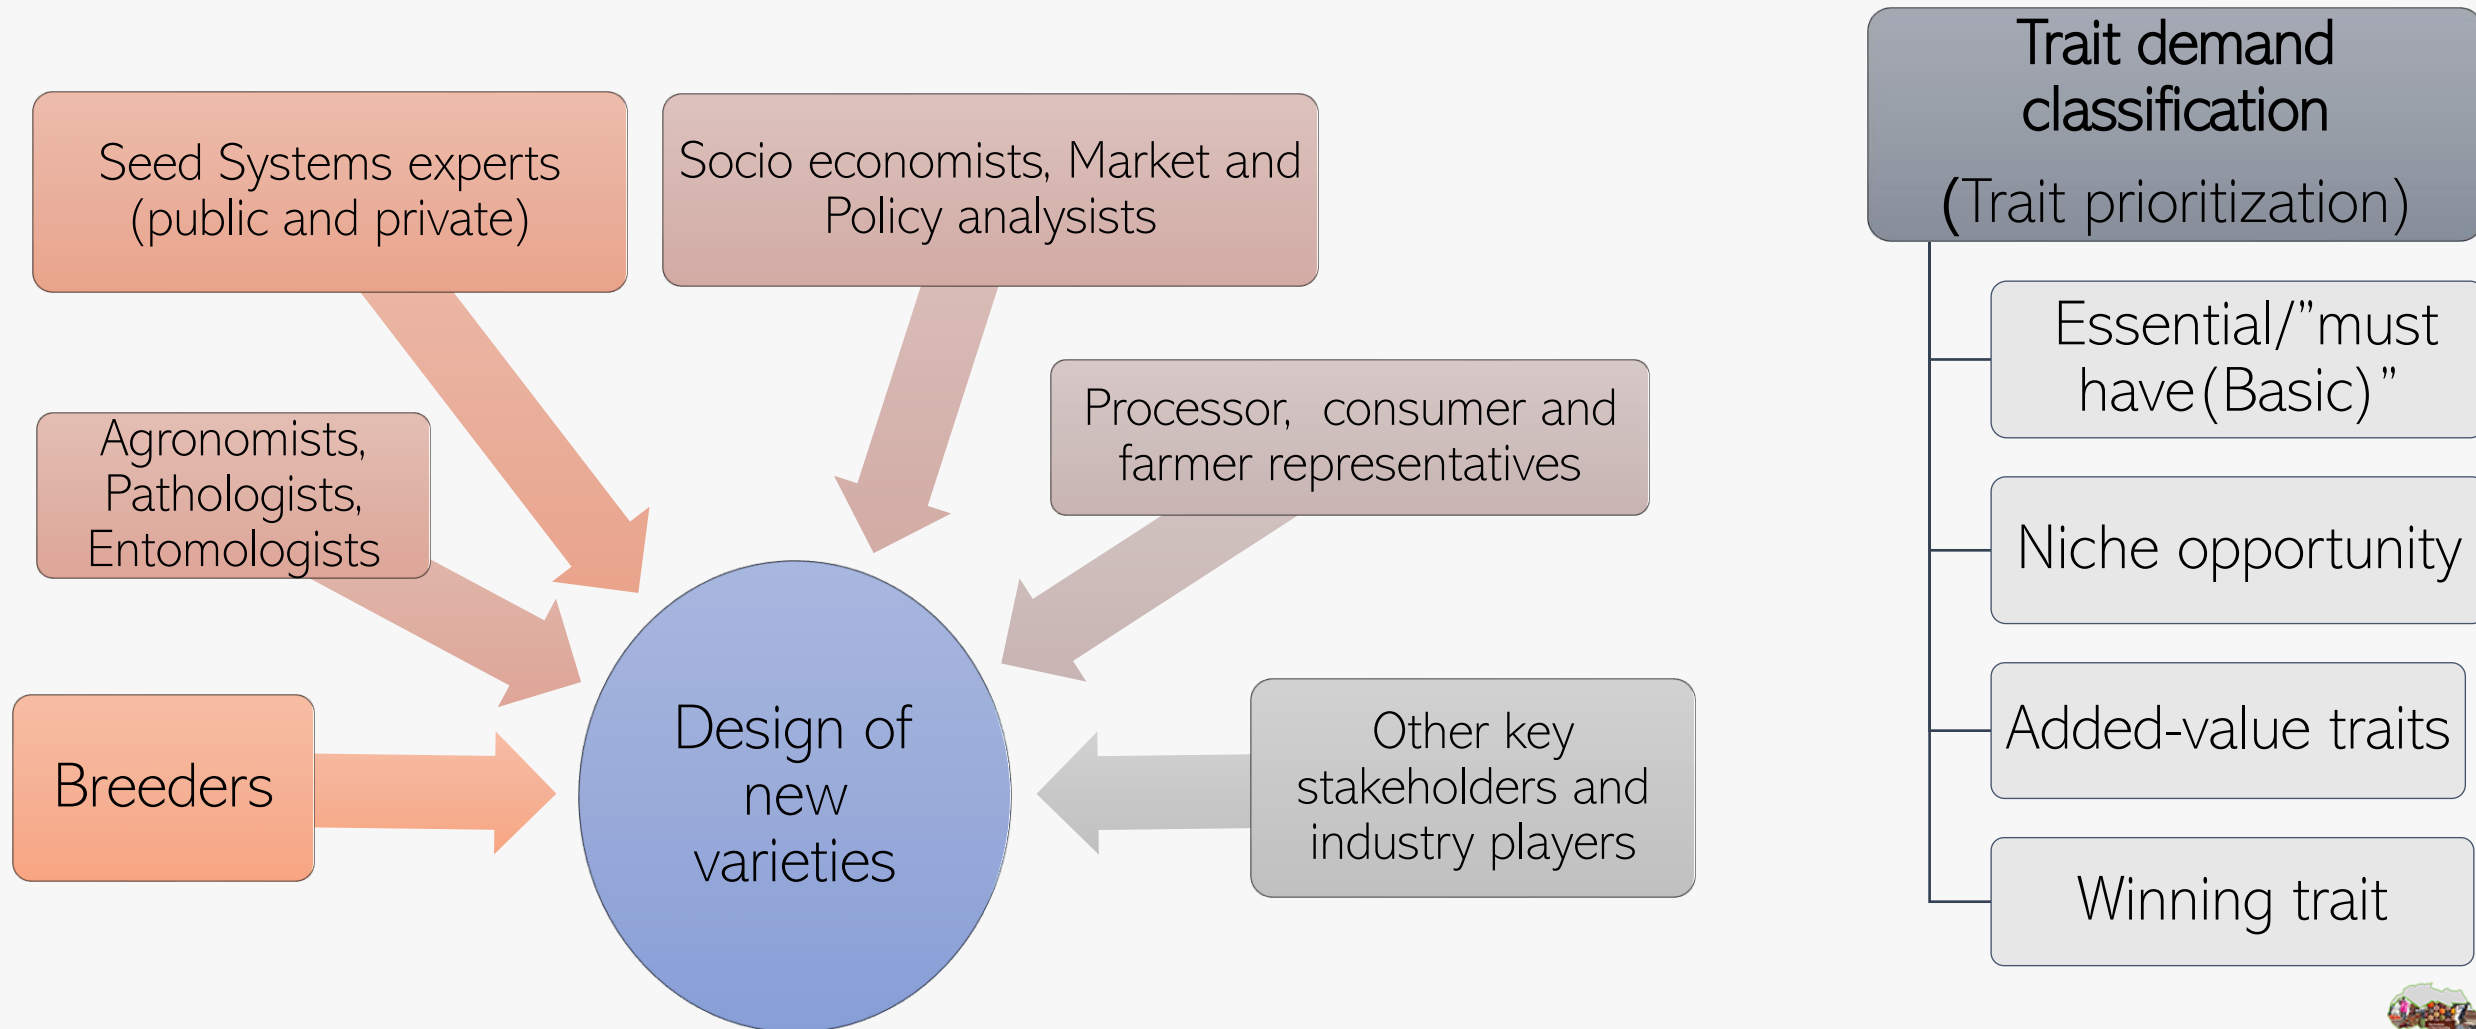 Seed Systems experts
(public and private)
Socio economists, Market and
Policy analysists
Processor, consumer and
farmer representatives
Agronomists,
Pathologists,
Entomologists
Breeders
Design of
new
varieties
Other key
stakeholders and
industry players
Trait demand
classification
(Trait prioritization)
Essential/”must
have(Basic)”
Niche opportunity
Added-value traits
Winning trait